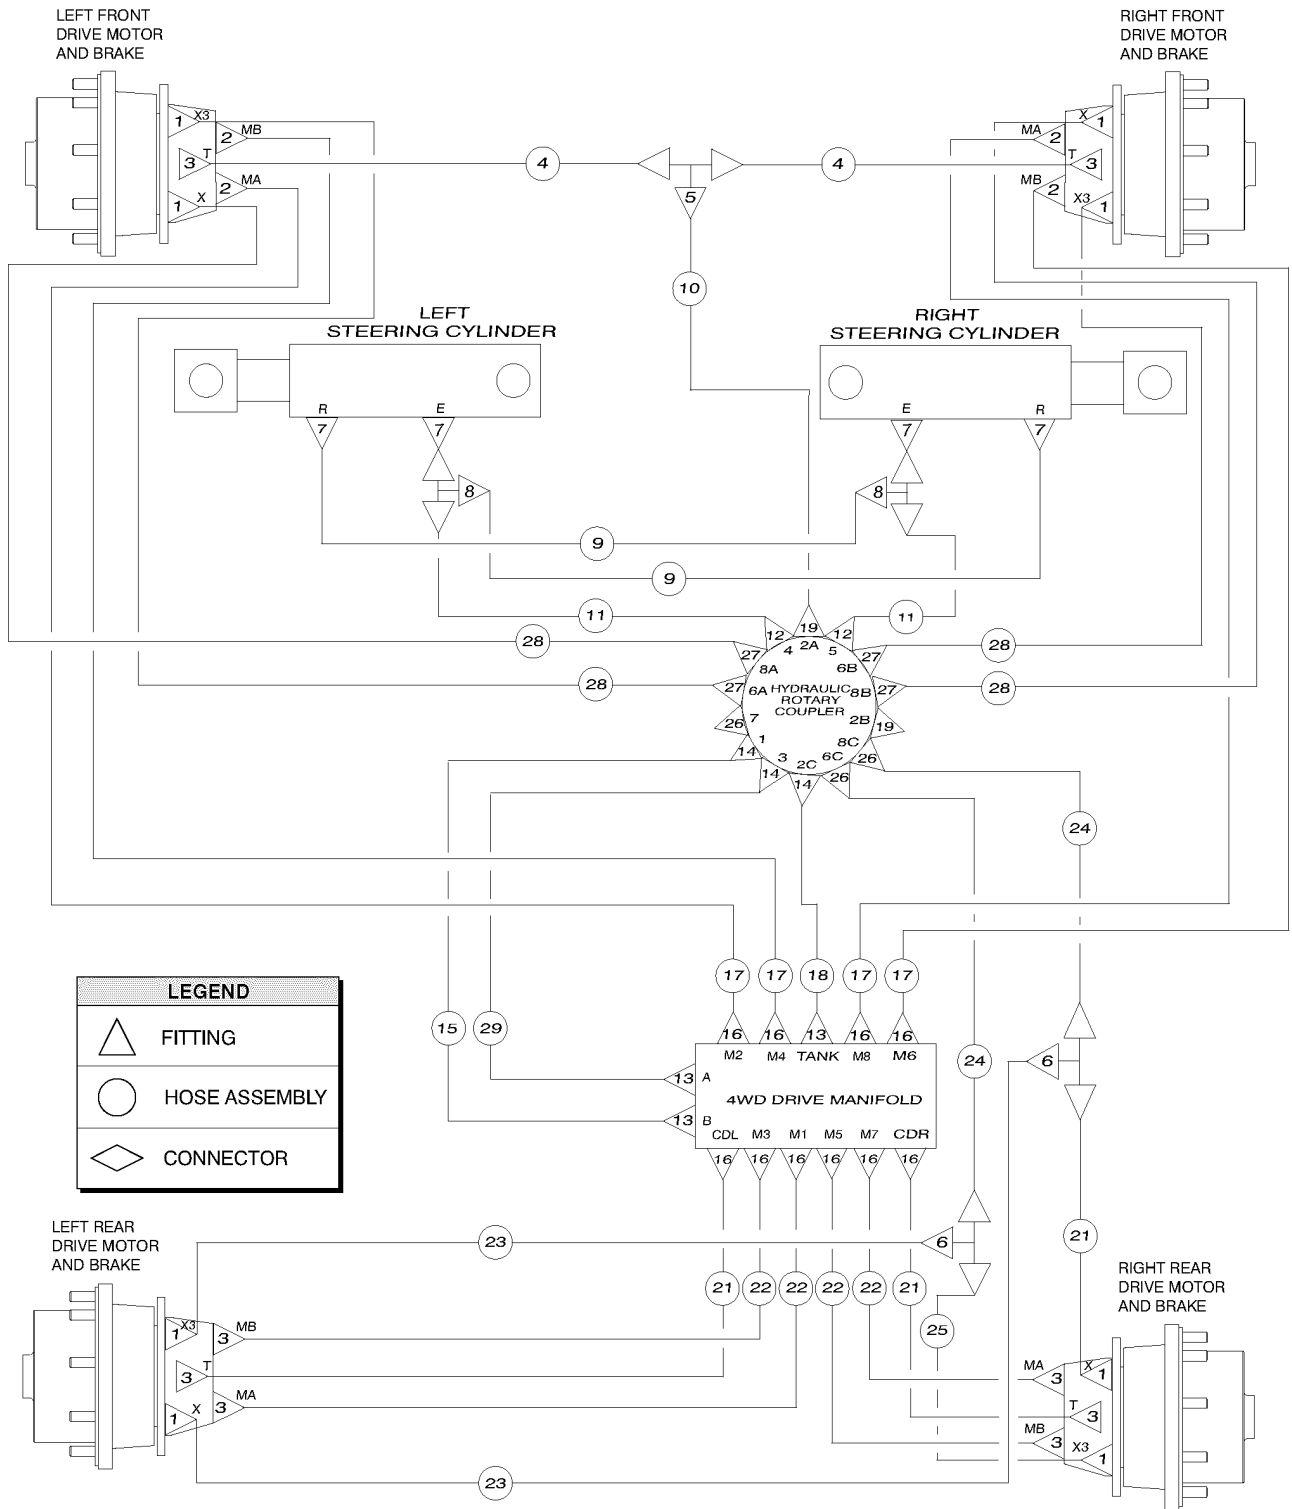 LEFT FRONT
DRIVE MOTOR
AND BRAKE
RIGHT FRONT
DRIVE MOTOR
AND BRAKE
1 X3
2 MB
3 T
2 MA
1 X
4
5
4
X 1
MA 2
T 3
MB 2
X3 1
10
LEFT
STEERING CYLINDER
RIGHT
STEERING CYLINDER
R E
7 7
E R
7 7
8
8
9
9
11
11
28
28
28
28
12 19 12
4 2A 5
27 8A 6B 27
27 6A 8B 27
HYDRAULIC
ROTARY
COUPLER
26 7 2B 19
14 1 8C 26
3 2C 6C
14 14 26
24
17 17 18 17 17
15 29
16 16 13 16 16
M2 M4 TANK M8 M6
24
6
13 A
4WD DRIVE MANIFOLD
13 B
CDL M3 M1 M5 M7 CDR
16 16 16 16 16 16
LEGEND
FITTING
HOSE ASSEMBLY
CONNECTOR
LEFT REAR
DRIVE MOTOR
AND BRAKE
23
6
21
21 22 22 22 22 21
25
RIGHT REAR
DRIVE MOTOR
AND BRAKE
1 X3
3 MB
3 T
3 MA
1 X
MA 3
X 1
T 3
MB 3
X3 1
23